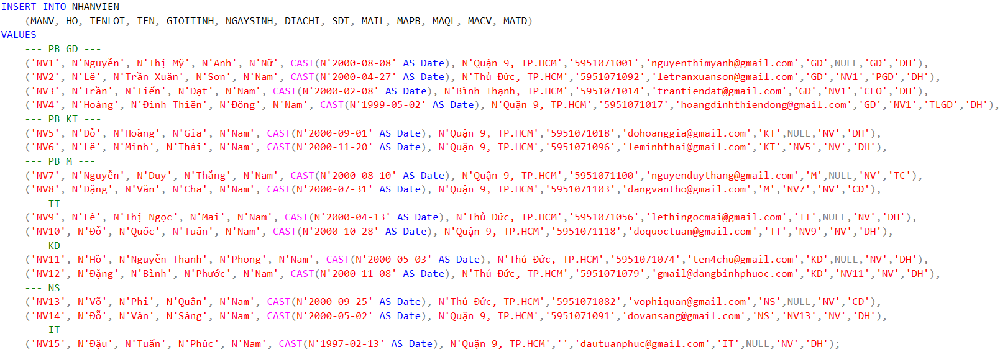 INSERT INTO NHANVIEN
(MANV, HO, TENLOT, TEN, GIOITINH, NGAYSINH, DIACHI, SDT, MAIL, MAPB, MAQL, MACV, MATD)
VALUES
--- PB GD ---
('NV1', N'Nguyễn', N'Thị Mỹ', N'Anh', N'Nữ', CAST(N'2000-08-08' AS Date), N'Quận 9, TP.HCM','5951071001','nguyenthimyanh@gmail.com','GD',NULL,'GD','DH'),
('NV2', N'Lê', N'Trần Xuân', N'Sơn', N'Nam', CAST(N'2000-04-27' AS Date), N'Thủ Đức, TP.HCM','5951071092','letranxuanson@gmail.com','GD','NV1','PGD','DH'),
('NV3', N'Trần', N'Tiến', N'Đạt', N'Nam', CAST(N'2000-02-08' AS Date), N'Bình Thạnh, TP.HCM','5951071014','trantiendat@gmail.com','GD','NV1','CEO','DH'),
('NV4', N'Hoàng', N'Đình Thiên', N'Đông', N'Nam', CAST(N'1999-05-02' AS Date), N'Quận 9, TP.HCM','5951071017','hoangdinhthiendong@gmail.com','GD','NV1','TLGD','DH'),
--- PB KT ---
('NV5', N'Đỗ', N'Hoàng', N'Gia', N'Nam', CAST(N'2000-09-01' AS Date), N'Quận 9, TP.HCM','5951071018','dohoanggia@gmail.com','KT',NULL,'NV','DH'),
('NV6', N'Lê', N'Minh', N'Thái', N'Nam', CAST(N'2000-11-20' AS Date), N'Quận 9, TP.HCM','5951071096','leminhthai@gmail.com','KT','NV5','NV','DH'),
--- PB M ---
('NV7', N'Nguyễn', N'Duy', N'Thắng', N'Nam', CAST(N'2000-08-10' AS Date), N'Quận 9, TP.HCM','5951071100','nguyenduythang@gmail.com','M',NULL,'NV','TC'),
('NV8', N'Đặng', N'Văn', N'Cha', N'Nam', CAST(N'2000-07-31' AS Date), N'Quận 9, TP.HCM','5951071103','dangvantho@gmail.com','M','NV7','NV','CD'),
--- TT
('NV9', N'Lê', N'Thị Ngọc', N'Mai', N'Nam', CAST(N'2000-04-13' AS Date), N'Thủ Đức, TP.HCM','5951071056','lethingocmai@gmail.com','TT',NULL,'NV','DH'),
('NV10', N'Đỗ', N'Quốc', N'Tuấn', N'Nam', CAST(N'2000-10-28' AS Date), N'Quận 9, TP.HCM','5951071118','doquoctuan@gmail.com','TT','NV9','NV','DH'),
--- KD
('NV11', N'Hồ', N'Nguyễn Thanh', N'Phong', N'Nam', CAST(N'2000-05-03' AS Date), N'Thủ Đức, TP.HCM','5951071074','ten4chu@gmail.com','KD',NULL,'NV','DH'),
('NV12', N'Đặng', N'Bình', N'Phước', N'Nam', CAST(N'2000-11-08' AS Date), N'Thủ Đức, TP.HCM','5951071079','gmail@dangbinhphuoc.com','KD','NV11','NV','DH'),
--- NS
('NV13', N'Võ', N'Phi', N'Quân', N'Nam', CAST(N'2000-09-25' AS Date), N'Thủ Đức, TP.HCM','5951071082','vophiquan@gmail.com','NS',NULL,'NV','CD'),
('NV14', N'Đỗ', N'Văn', N'Sáng', N'Nam', CAST(N'2000-05-02' AS Date), N'Quận 9, TP.HCM','5951071091','dovansang@gmail.com','NS','NV13','NV','DH'),
--- IT
('NV15', N'Đậu', N'Tuấn', N'Phúc', N'Nam', CAST(N'1997-02-13' AS Date), N'Quận 9, TP.HCM','','dautuanphuc@gmail.com','IT',NULL,'NV','DH');